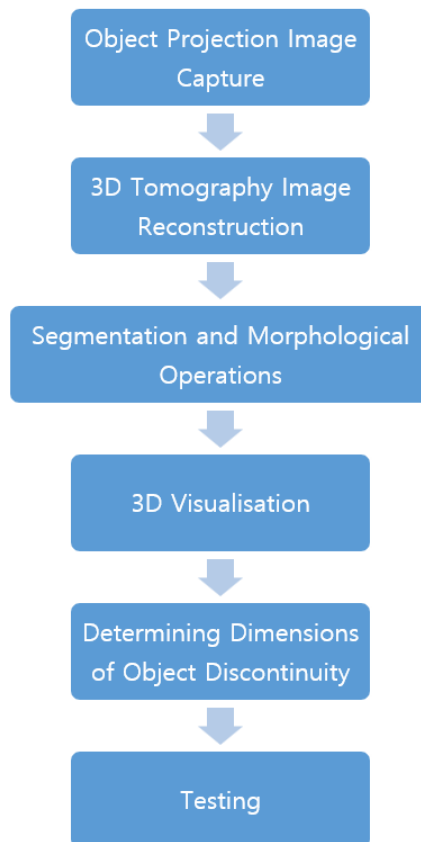 Object Projection Image
Capture
3D Tomography Image
Reconstruction
Segmentation and Morphological
Operations
3D Visualisation
Determining Dimensions
of Object Discontinuity
Testing